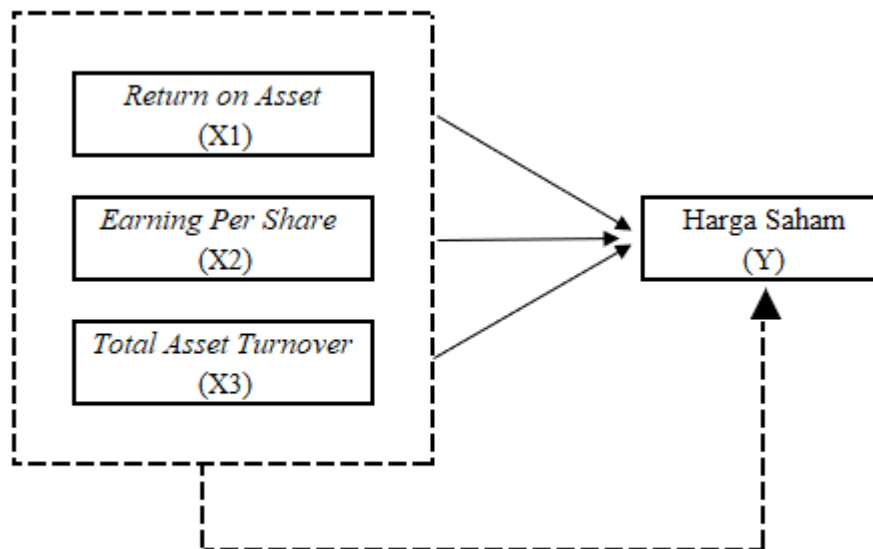 Return on Asset
(X1)
Earning Per Share
(X2)
Total Asset Turnover
(X3)
Harga Saham
(Y)